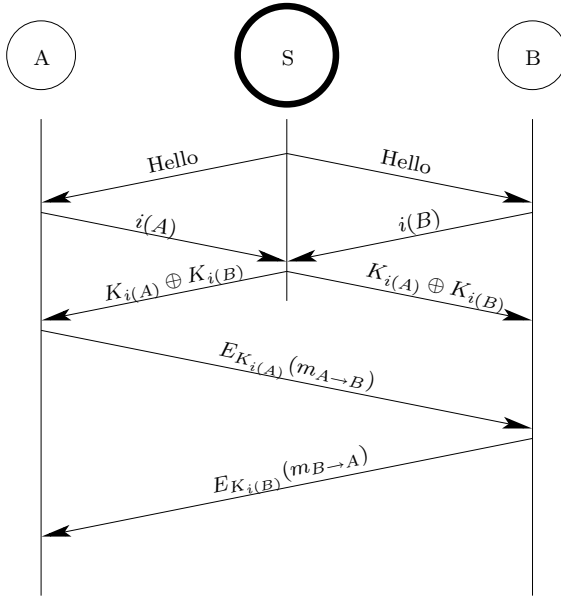 A
S
B
Hello
Hello
i(A)
i(B)
K_{i(A)} ⊕ K_{i(B)}
K_{i(A)} ⊕ K_{i(B)}
E_{K_{i(A)}}(m_{A→B})
E_{K_{i(B)}}(m_{B→A})